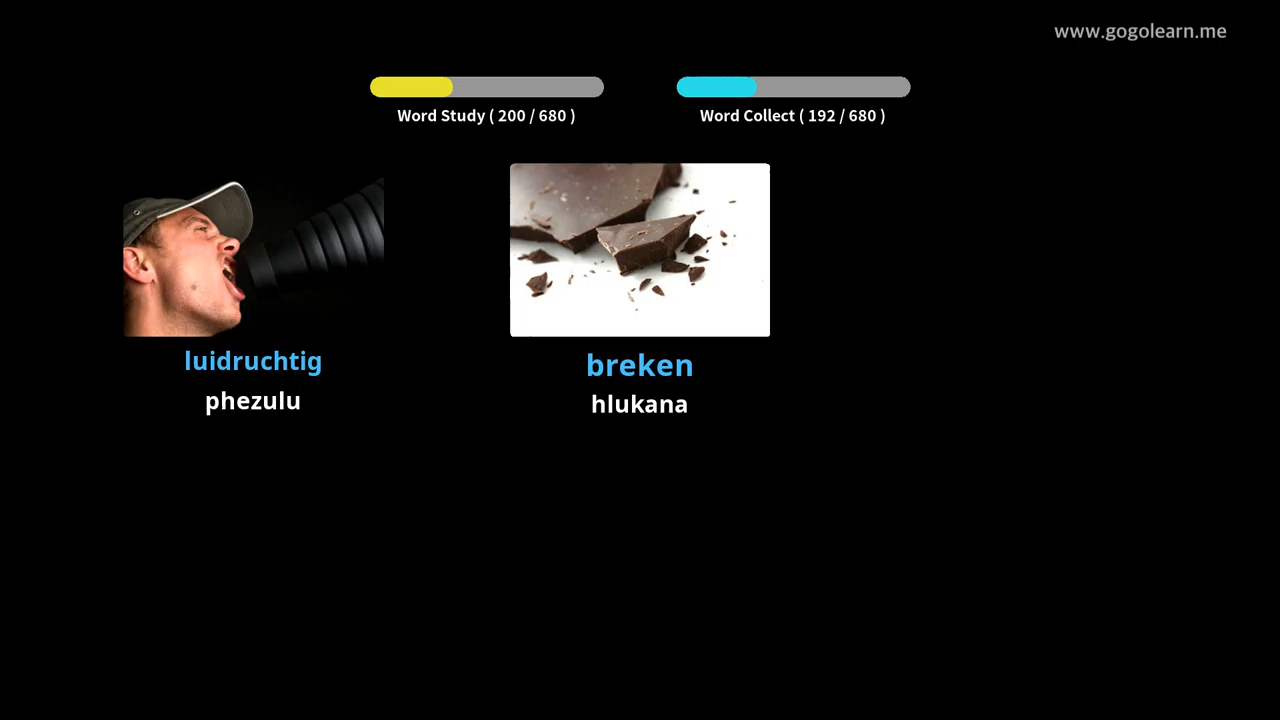 www.gogolearn.me
Word Study ( 200 / 680 )
Word Collect ( 192 / 680 )
luidruchtig
phezulu
breken
hlukana